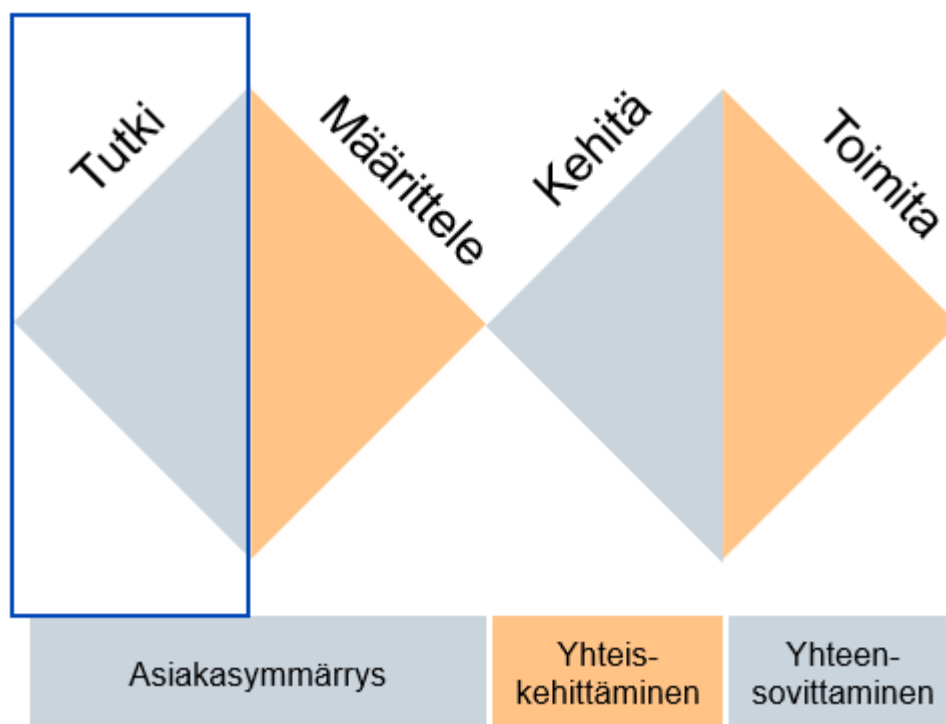 Tutki
Määrittele
Kehitä
Toimita
Asiakasymmärrys
Yhteis-
kehittäminen
Yhteen-
sovittaminen